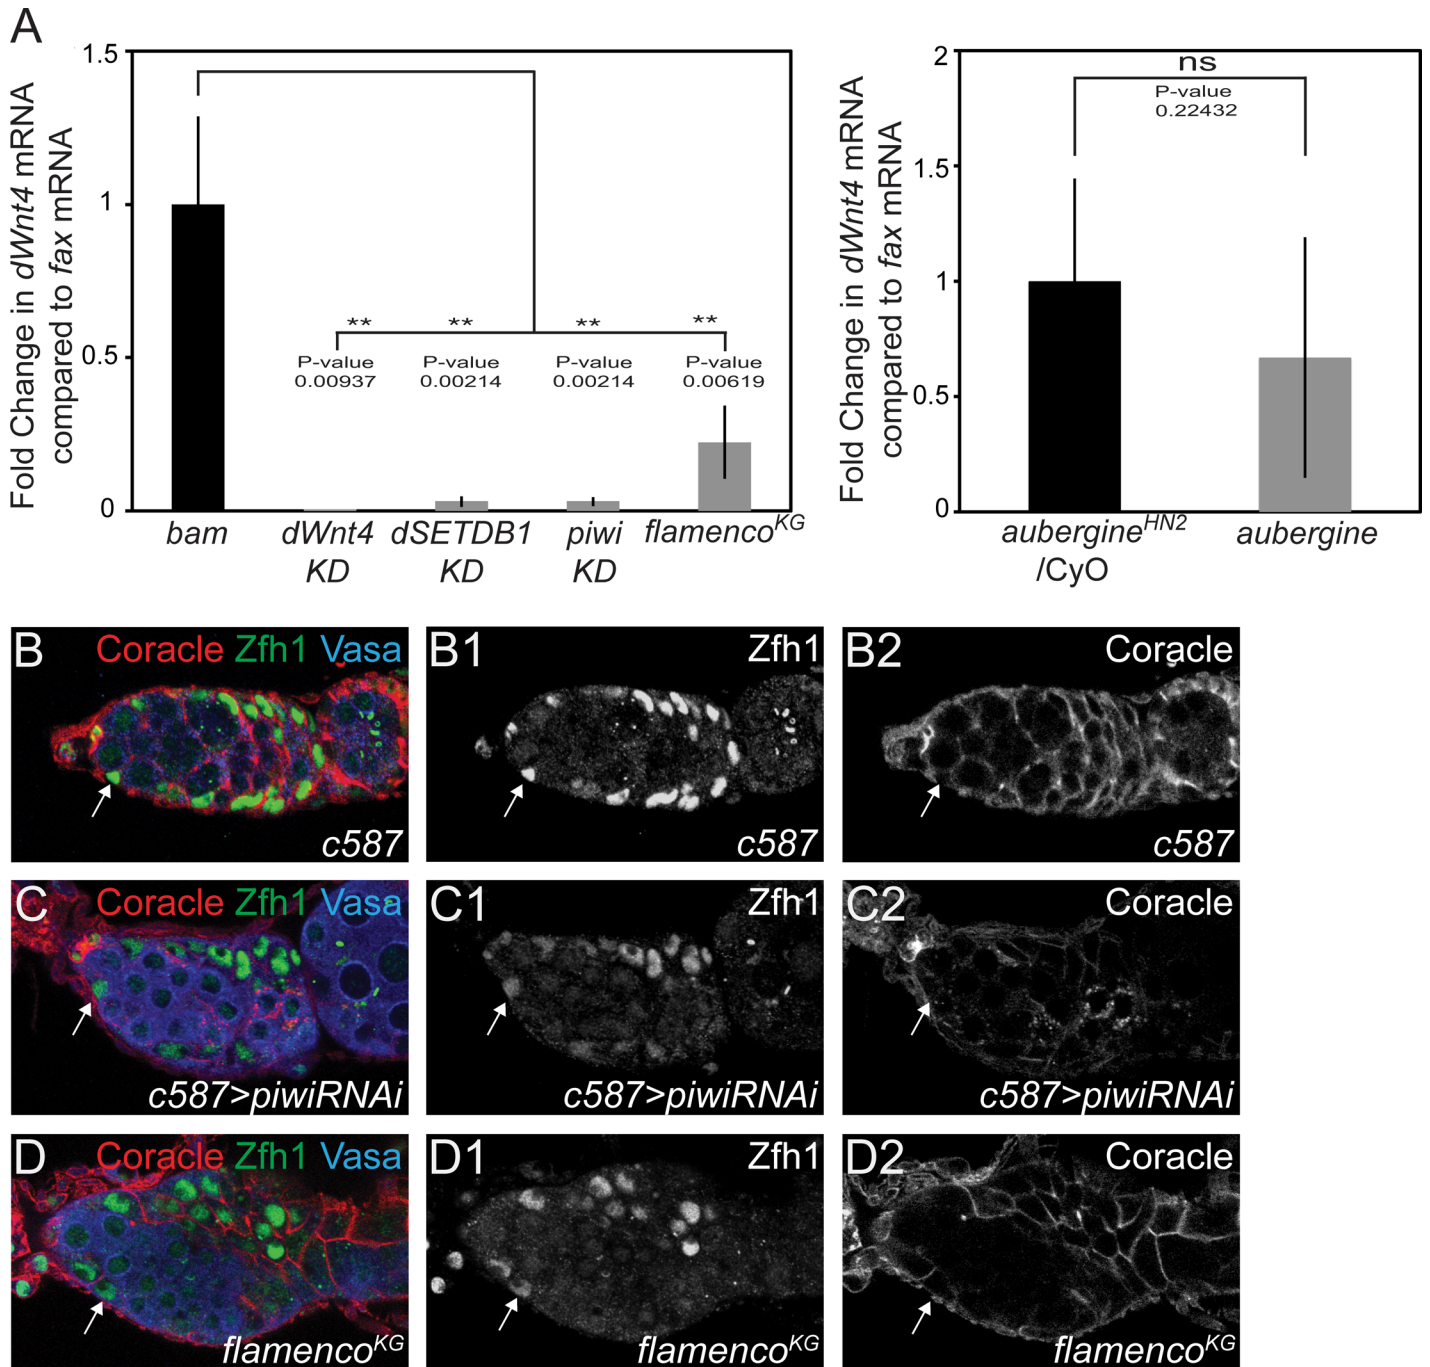 A
Fold Change in dWnt4 mRNA
compared to fax mRNA
1.5
1
0.5
0
** ** ** **
P-value P-value P-value P-value
0.00937 0.00214 0.00214 0.00619
bam dWnt4 dSETDB1 piwi flamencoKG
KD KD KD
Fold Change in dWnt4 mRNA
compared to fax mRNA
2
1.5
1
0.5
0
ns
P-value
0.22432
aubergineHN2 aubergine
/CyO
B Coracle Zfh1 Vasa
c587
B1 Zfh1
c587
B2 Coracle
c587
C Coracle Zfh1 Vasa
c587>piwiRNAi
C1 Zfh1
c587>piwiRNAi
C2 Coracle
c587>piwiRNAi
D Coracle Zfh1 Vasa
flamencoKG
D1 Zfh1
flamencoKG
D2 Coracle
flamencoKG